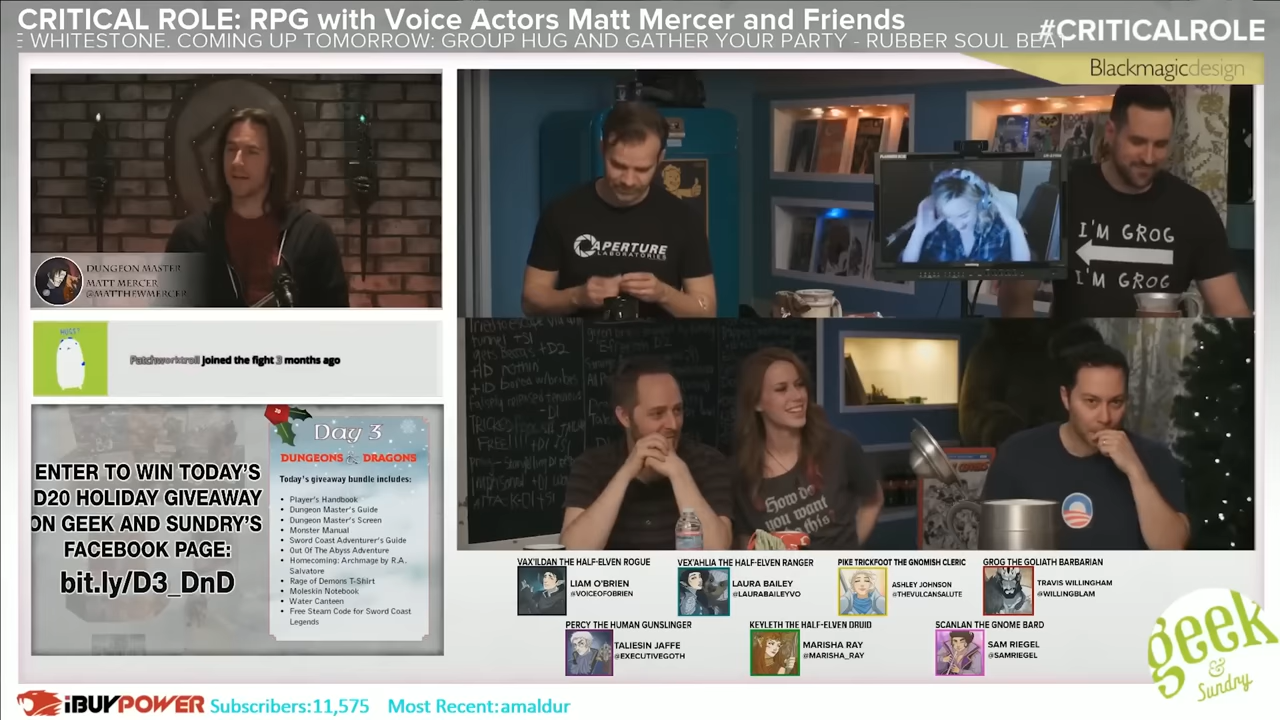 CRITICAL ROLE: RPG with Voice Actors Matt Mercer and Friends
WHITESTONE. COMING UP TOMORROW: GROUP HUG AND GATHER YOUR PARTY - RUBBER SOUL BEAT
#CRITICALROLE
Blackmagicdesign
DUNGEON MASTER
MATT MERCER
@MATTHEWMERCER
HUGS?
Patchworktroll joined the fight 3 months ago
ENTER TO WIN TODAY'S
D20 HOLIDAY GIVEAWAY
ON GEEK AND SUNDRY'S
FACEBOOK PAGE:
bit.ly/D3_DnD
Day 3
DUNGEONS & DRAGONS
Today's giveaway bundle includes:
• Player's Handbook
• Dungeon Master's Guide
• Dungeon Master's Screen
• Monster Manual
• Sword Coast Adventurer's Guide
• Out Of The Abyss Adventure
• Homecoming: Archmage by R.A.
Salvatore
• Rage of Demons T-Shirt
• Moleskin Notebook
• Water Canteen
• Free Steam Code for Sword Coast
Legends
APERTURE
LABORATORIES
I'M GROG
I'M GROG
How do
you want
to this
VAX'ILDAN THE HALF-ELVEN ROGUE
LIAM O'BRIEN
@VOICEOFOBRIEN
VEX'AHLIA THE HALF-ELVEN RANGER
LAURA BAILEY
@LAURABAILEYVO
PIKE TRICKFOOT THE GNOMISH CLERIC
ASHLEY JOHNSON
@THEVULCANSALUTE
GROG THE GOLIATH BARBARIAN
TRAVIS WILLINGHAM
@WILLINGBLAM
PERCY THE HUMAN GUNSLINGER
TALIESIN JAFFE
@EXECUTIVEGOTH
KEYLETH THE HALF-ELVEN DRUID
MARISHA RAY
@MARISHA_RAY
SCANLAN THE GNOME BARD
SAM RIEGEL
@SAMRIEGEL
geek
&
Sundry
iBUYPOWER
Subscribers:11,575 Most Recent:amaldur